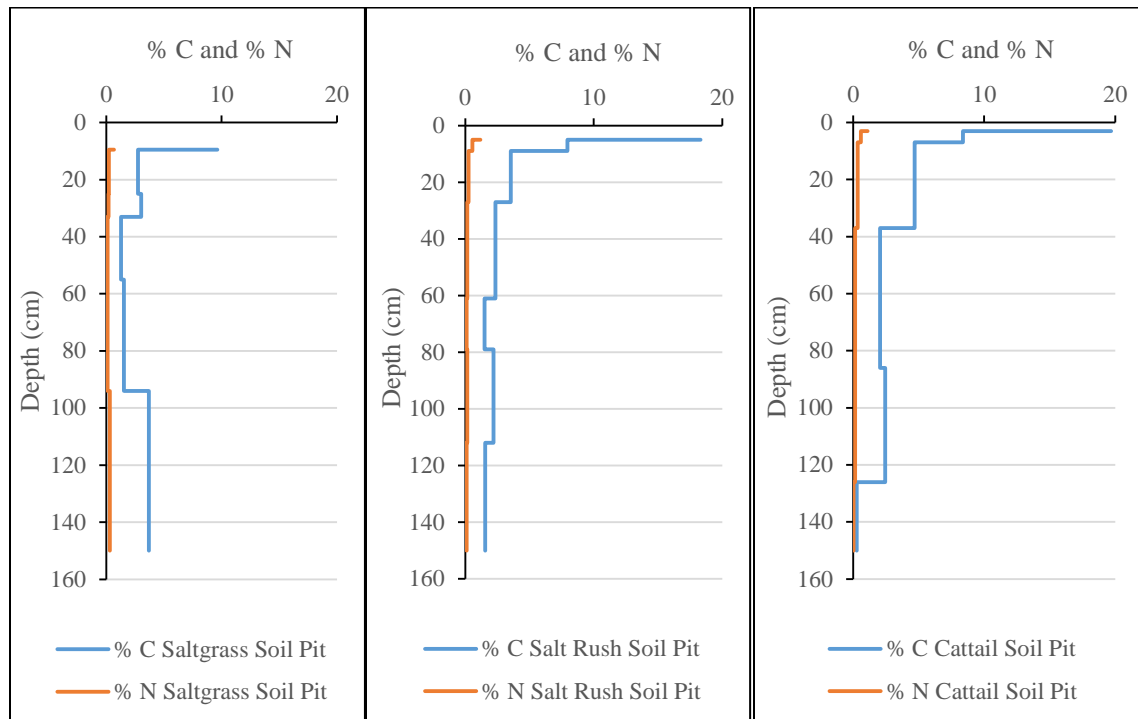 % C and % N
0 10 20
0
20
40
60
80
100
120
140
160
Depth (cm)
% C Saltgrass Soil Pit
% N Saltgrass Soil Pit
% C and % N
0 10 20
0
20
40
60
80
100
120
140
160
Depth (cm)
% C Salt Rush Soil Pit
% N Salt Rush Soil Pit
% C and % N
0 10 20
0
20
40
60
80
100
120
140
160
Depth (cm)
% C Cattail Soil Pit
% N Cattail Soil Pit